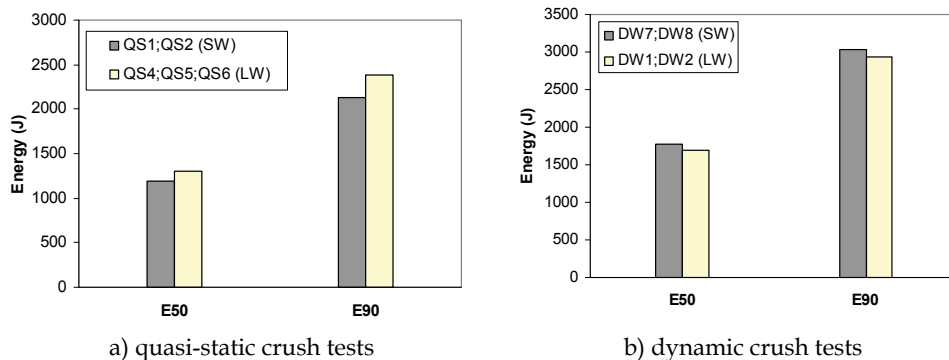 3000
2500
2000
1500
1000
500
0
Energy (J)
QS1;QS2 (SW)
QS4;QS5;QS6 (LW)
E50
E90
a) quasi-static crush tests
3500
3000
2500
2000
1500
1000
500
0
Energy (J)
DW7;DW8 (SW)
DW1;DW2 (LW)
E50
E90
b) dynamic crush tests